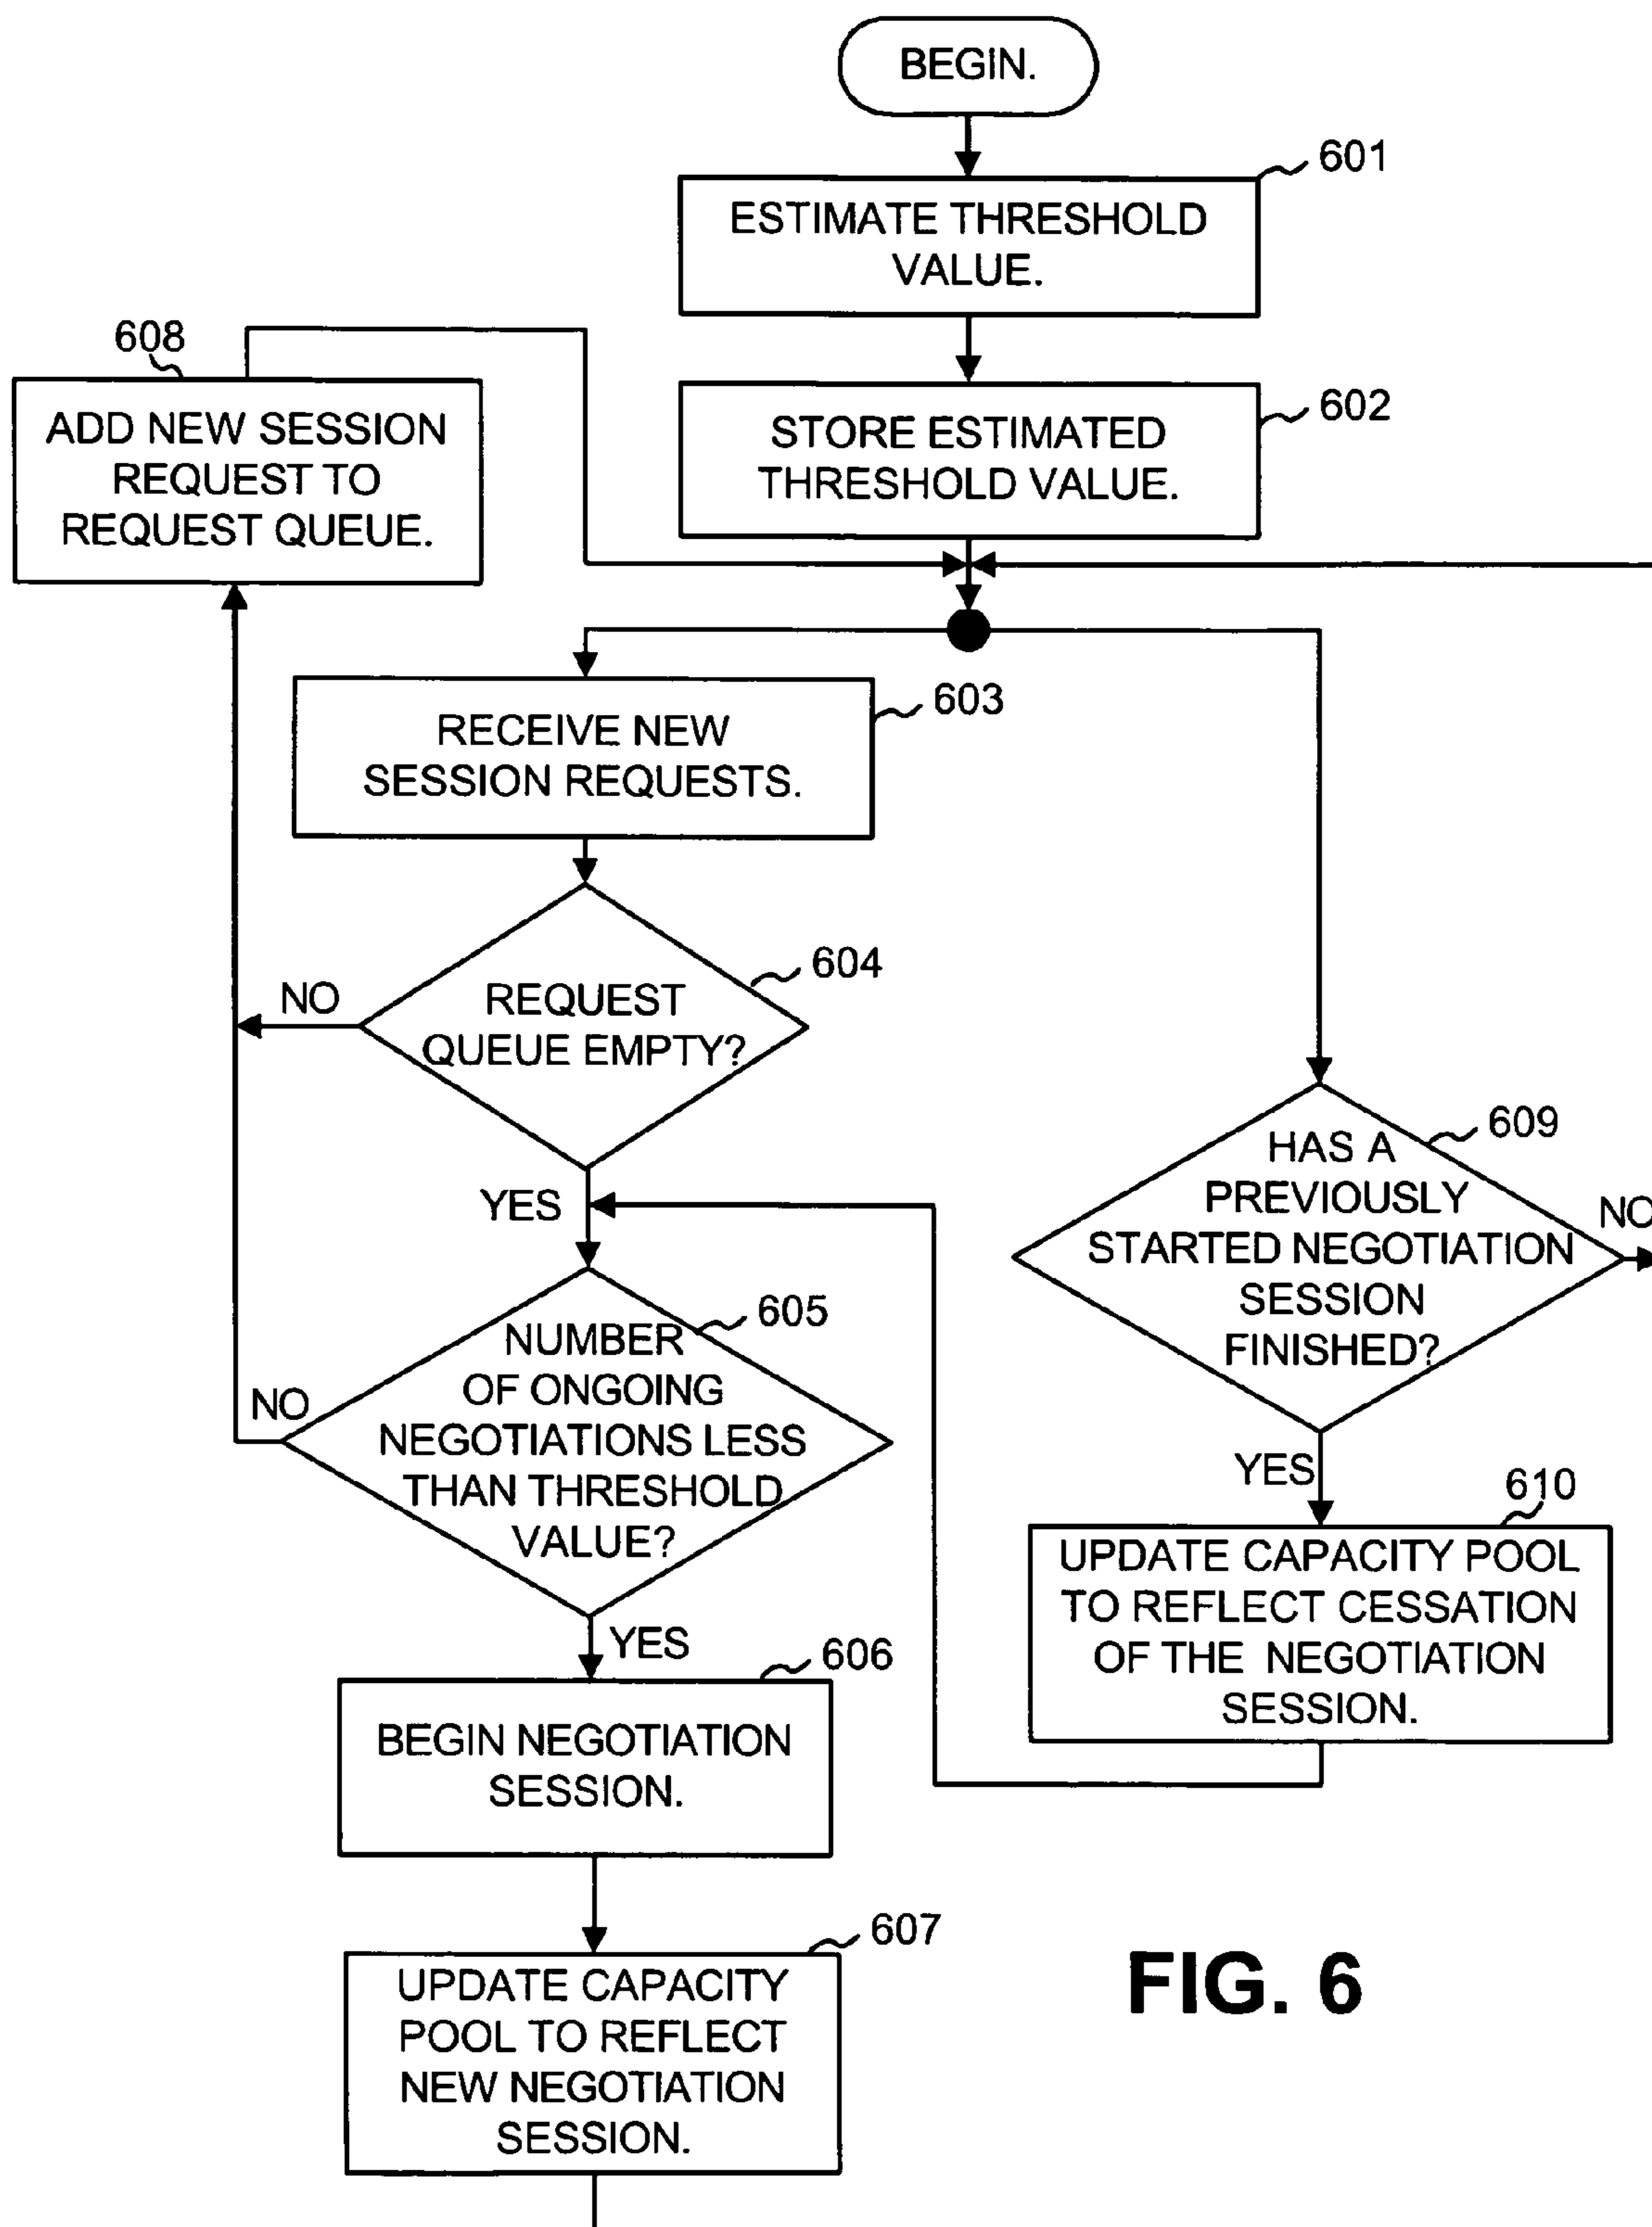 BEGIN.
601
ESTIMATE THRESHOLD
VALUE.
602
STORE ESTIMATED
THRESHOLD VALUE.
608
ADD NEW SESSION
REQUEST TO
REQUEST QUEUE.
603
RECEIVE NEW
SESSION REQUESTS.
604
REQUEST
QUEUE EMPTY?
NO
YES
605
NUMBER
OF ONGOING
NEGOTIATIONS LESS
THAN THRESHOLD
VALUE?
NO
YES
606
BEGIN NEGOTIATION
SESSION.
607
UPDATE CAPACITY
POOL TO REFLECT
NEW NEGOTIATION
SESSION.
609
HAS A
PREVIOUSLY
STARTED NEGOTIATION
SESSION
FINISHED?
NO
YES
610
UPDATE CAPACITY POOL
TO REFLECT CESSATION
OF THE NEGOTIATION
SESSION.
FIG. 6